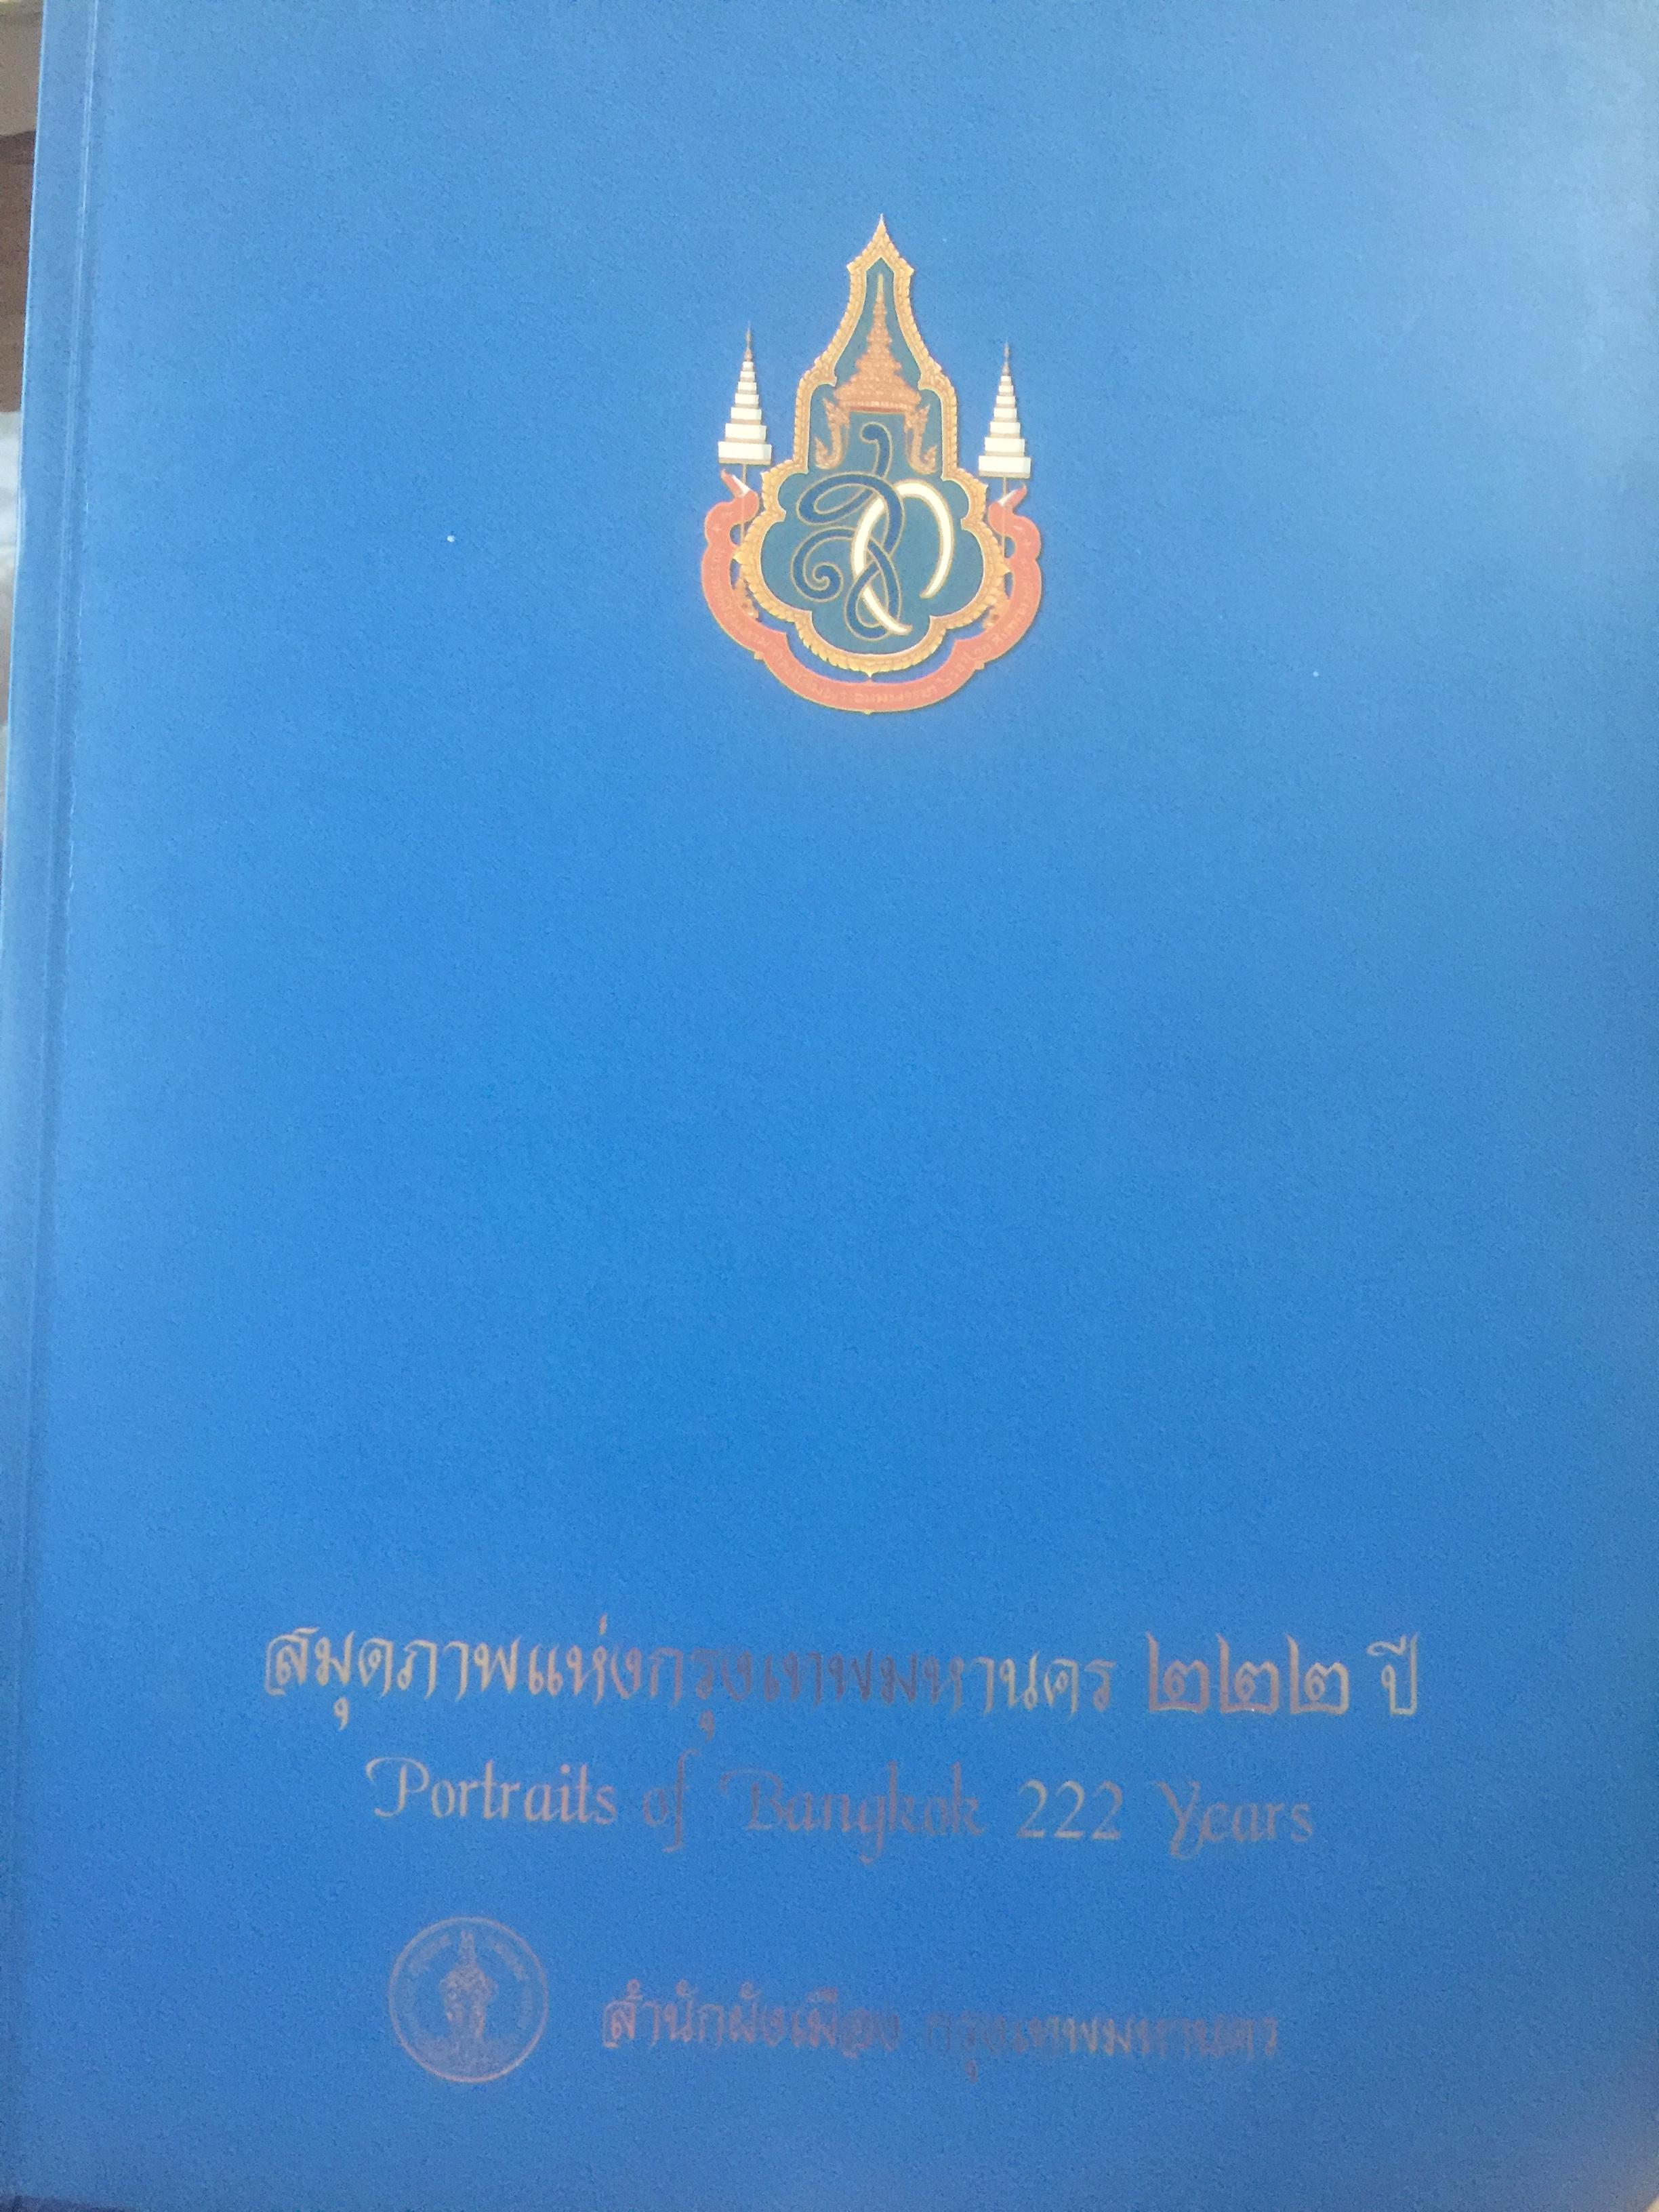 สมุดภาพแห่งกรุงเทพมหานคร ๒๒๒ ปี
Portraits of Bangkok 222 Years
สำนักผังเมือง กรุงเทพมหานคร